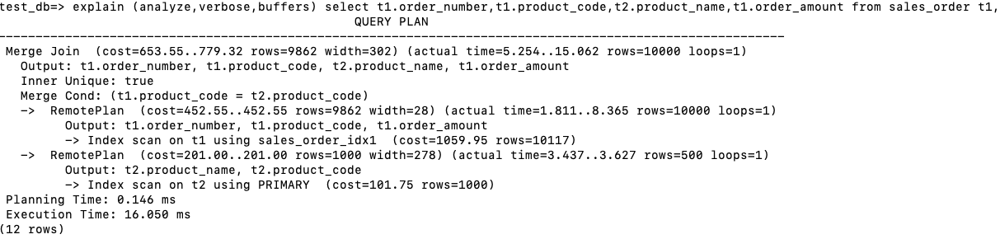 test_db=> explain (analyze,verbose,buffers) select t1.order_number,t1.product_code,t2.product_name,t1.order_amount from sales_order t1,
QUERY PLAN
-----------------------------------------------------------------------------------------------------------
Merge Join  (cost=653.55..779.32 rows=9862 width=302) (actual time=5.254..15.062 rows=10000 loops=1)
  Output: t1.order_number, t1.product_code, t2.product_name, t1.order_amount
  Inner Unique: true
  Merge Cond: (t1.product_code = t2.product_code)
  ->  RemotePlan  (cost=452.55..452.55 rows=9862 width=28) (actual time=1.811..8.365 rows=10000 loops=1)
        Output: t1.order_number, t1.product_code, t1.order_amount
        -> Index scan on t1 using sales_order_idx1  (cost=1059.95 rows=10117)
  ->  RemotePlan  (cost=201.00..201.00 rows=1000 width=278) (actual time=3.437..3.627 rows=500 loops=1)
        Output: t2.product_name, t2.product_code
        -> Index scan on t2 using PRIMARY  (cost=101.75 rows=1000)
Planning Time: 0.146 ms
Execution Time: 16.050 ms
(12 rows)